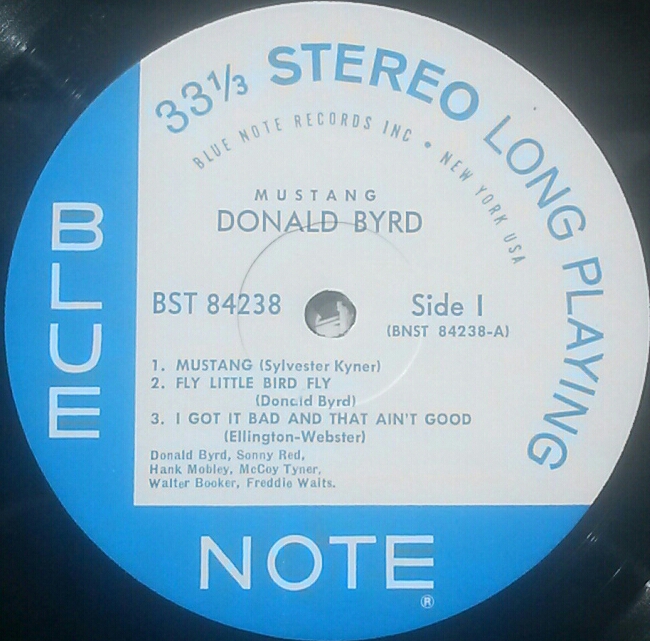 33⅓ STEREO LONG PLAYING
BLUE NOTE RECORDS INC • NEW YORK USA
MUSTANG
DONALD BYRD
BST 84238
Side 1
(BNST 84238-A)
1. MUSTANG (Sylvester Kyner)
2. FLY LITTLE BIRD FLY
(Donald Byrd)
3. I GOT IT BAD AND THAT AIN'T GOOD
(Ellington-Webster)
Donald Byrd, Sonny Red,
Hank Mobley, McCoy Tyner,
Walter Booker, Freddie Waits.
BLUE
NOTE
®